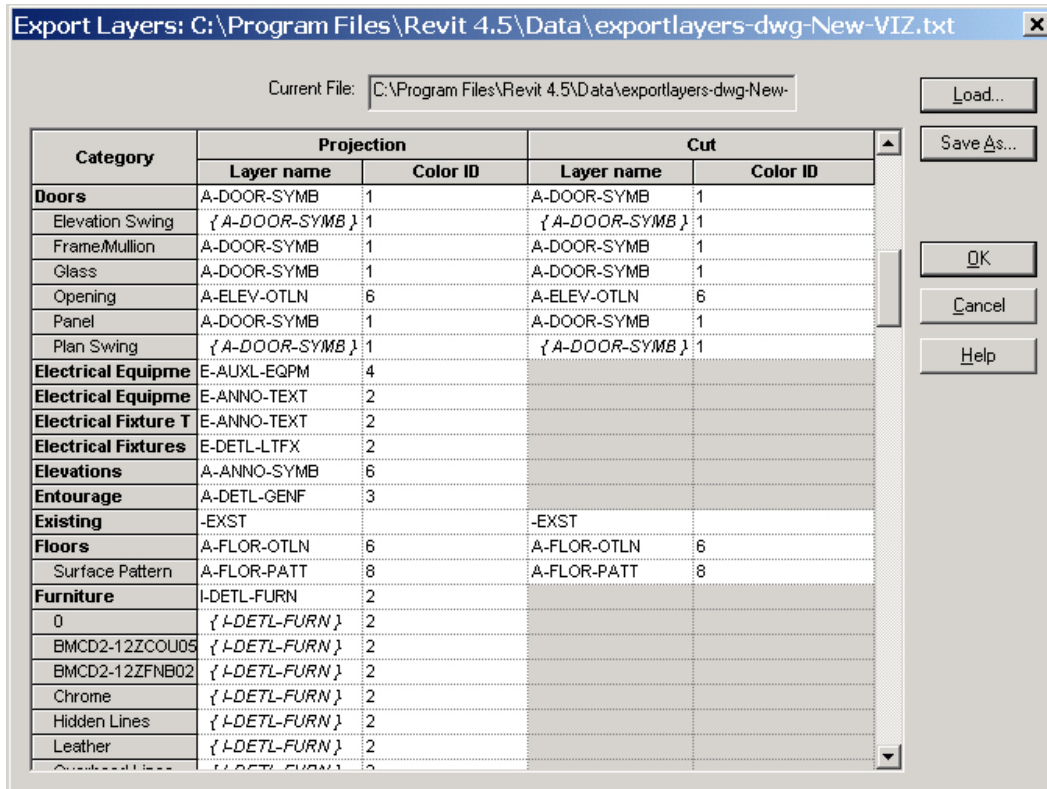 Export Layers: C:\Program Files\Revit 4.5\Data\exportlayers-dwg-New-VIZ.txt
Current File: C:\Program Files\Revit 4.5\Data\exportlayers-dwg-New-
Load...
Save As...
OK
Cancel
Help
Category Projection Cut
Layer name Color ID Layer name Color ID
Doors A-DOOR-SYMB 1 A-DOOR-SYMB 1
Elevation Swing { A-DOOR-SYMB } 1 { A-DOOR-SYMB } 1
Frame/Mullion A-DOOR-SYMB 1 A-DOOR-SYMB 1
Glass A-DOOR-SYMB 1 A-DOOR-SYMB 1
Opening A-ELEV-OTLN 6 A-ELEV-OTLN 6
Panel A-DOOR-SYMB 1 A-DOOR-SYMB 1
Plan Swing { A-DOOR-SYMB } 1 { A-DOOR-SYMB } 1
Electrical Equipme E-AUXL-EQPM 4
Electrical Equipme E-ANNO-TEXT 2
Electrical Fixture T E-ANNO-TEXT 2
Electrical Fixtures E-DETL-LTFX 2
Elevations A-ANNO-SYMB 6
Entourage A-DETL-GENF 3
Existing -EXST -EXST
Floors A-FLOR-OTLN 6 A-FLOR-OTLN 6
Surface Pattern A-FLOR-PATT 8 A-FLOR-PATT 8
Furniture I-DETL-FURN 2
0 { I-DETL-FURN } 2
BMCD2-12ZCOU05 { I-DETL-FURN } 2
BMCD2-12ZFNB02 { I-DETL-FURN } 2
Chrome { I-DETL-FURN } 2
Hidden Lines { I-DETL-FURN } 2
Leather { I-DETL-FURN } 2